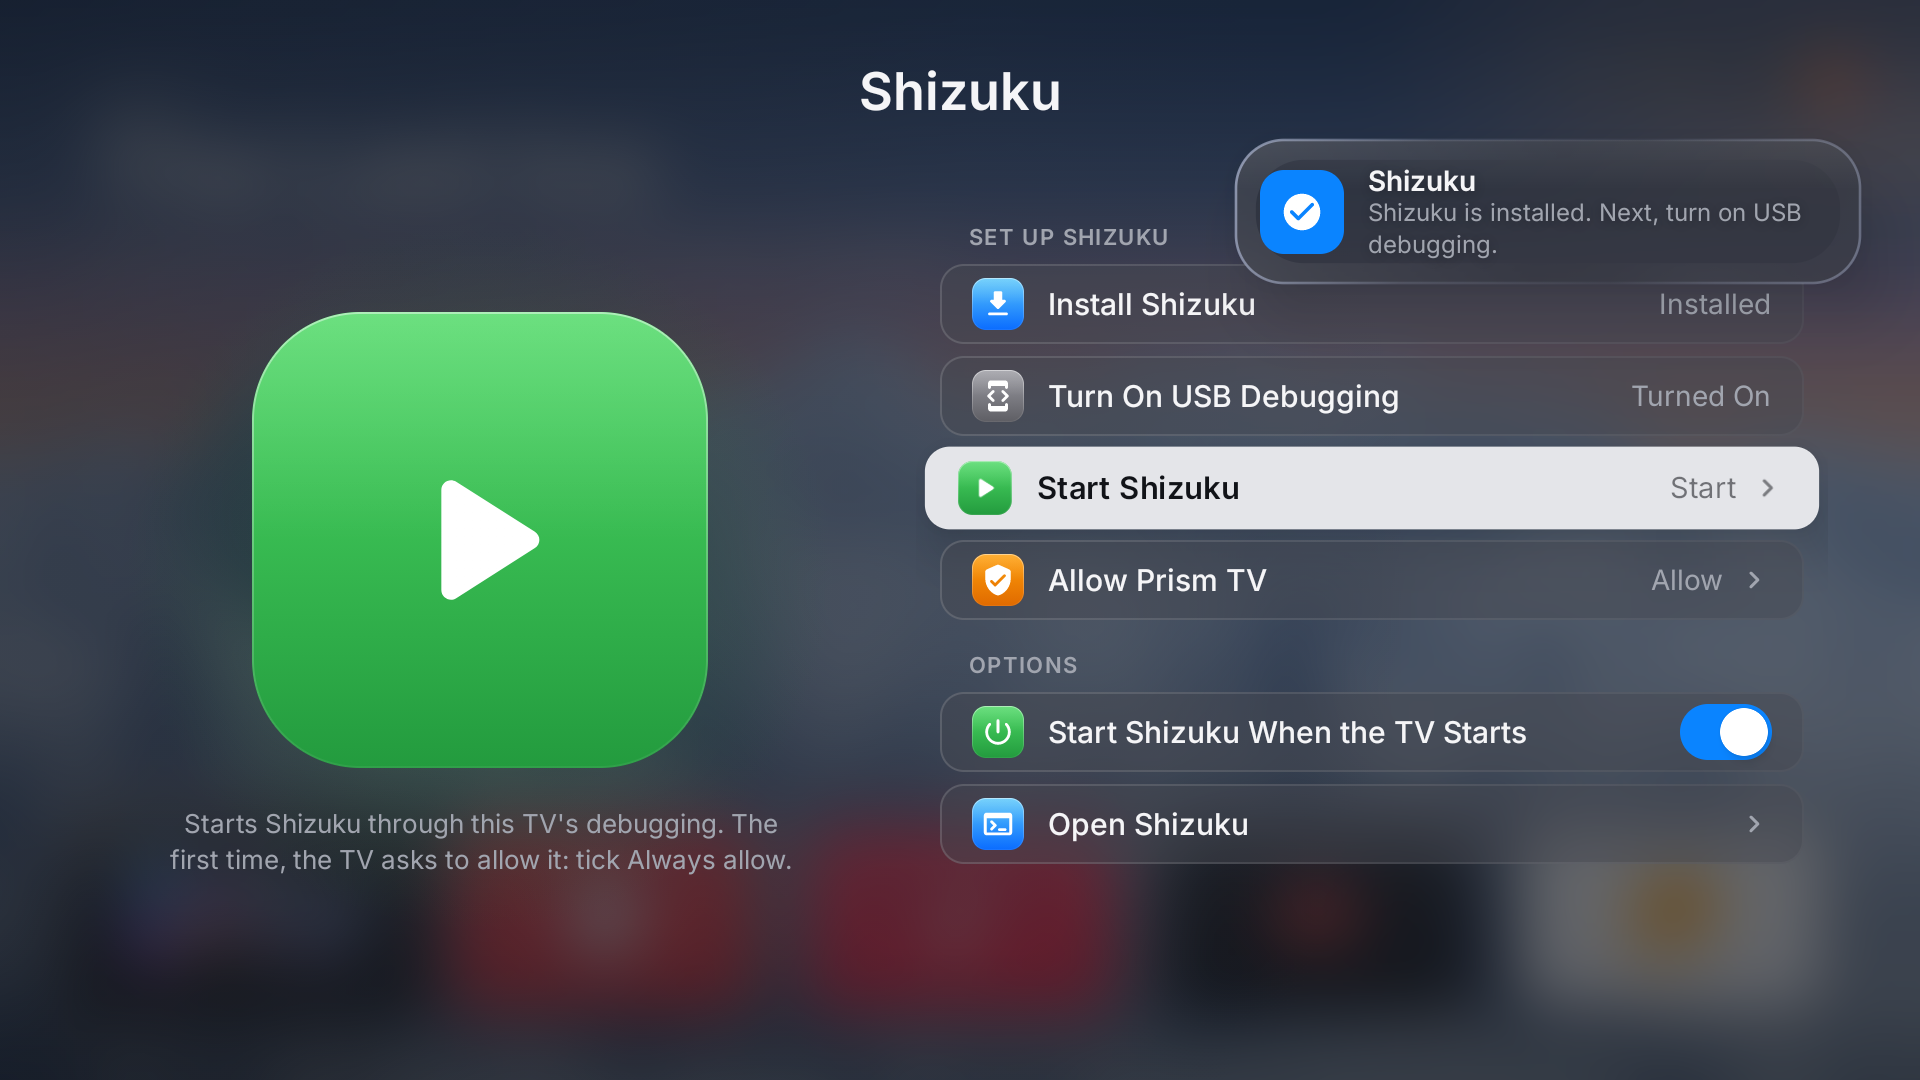 Shizuku
Shizuku
Shizuku is installed. Next, turn on USB
debugging.
SET UP SHIZUKU
Install Shizuku
Installed
Turn On USB Debugging
Turned On
Start Shizuku
Start
Allow Prism TV
Allow
OPTIONS
Start Shizuku When the TV Starts
Open Shizuku
Starts Shizuku through this TV's debugging. The
first time, the TV asks to allow it: tick Always allow.